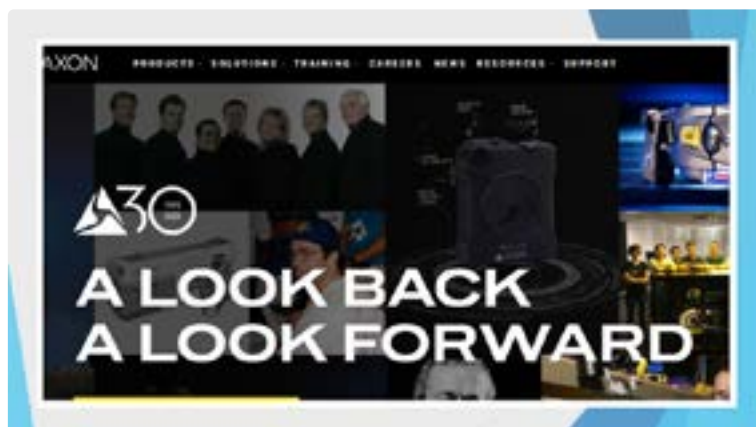 AXON PRODUCTS SOLUTIONS TRAINING CAREERS NEWS RESOURCES SUPPORT
30
A LOOK BACK
A LOOK FORWARD